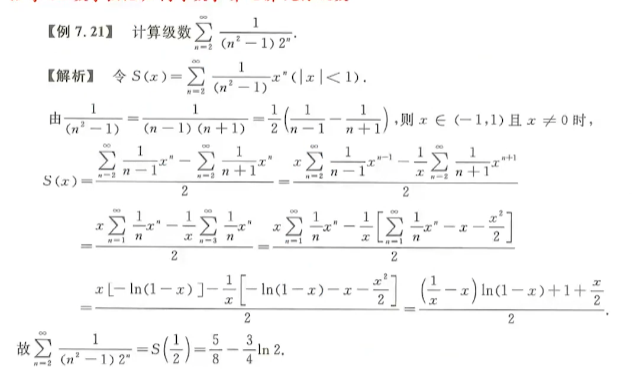 【例 7.21】 计算级数 $\sum_{n=2}^{\infty} \frac{1}{(n^2-1)2^n}$.
【解析】 令 $S(x)=\sum_{n=2}^{\infty} \frac{1}{(n^2-1)}x^n(|x|<1)$.
由$\frac{1}{(n^2-1)}=\frac{1}{(n-1)(n+1)}=\frac{1}{2}\left(\frac{1}{n-1}-\frac{1}{n+1}\right)$,则 $x\in(-1,1)$且 $x\neq 0$时,
$S(x)=\frac{\sum_{n=2}^{\infty}\frac{1}{n-1}x^n-\sum_{n=2}^{\infty}\frac{1}{n+1}x^n}{2}=\frac{x\sum_{n=2}^{\infty}\frac{1}{n-1}x^{n-1}-\frac{1}{x}\sum_{n=2}^{\infty}\frac{1}{n+1}x^{n+1}}{2}$
$=\frac{x\sum_{n=1}^{\infty}\frac{1}{n}x^n-\frac{1}{x}\sum_{n=3}^{\infty}\frac{1}{n}x^n}{2}=\frac{x\sum_{n=1}^{\infty}\frac{1}{n}x^n-\frac{1}{x}\left[\sum_{n=1}^{\infty}\frac{1}{n}x^n-x-\frac{x^2}{2}\right]}{2}$
$=\frac{x[-\ln(1-x)]-\frac{1}{x}\left[-\ln(1-x)-x-\frac{x^2}{2}\right]}{2}=\frac{\left(\frac{1}{x}-x\right)\ln(1-x)+1+\frac{x}{2}}{2}$.
故$\sum_{n=2}^{\infty}\frac{1}{(n^2-1)2^n}=S\left(\frac{1}{2}\right)=\frac{5}{8}-\frac{3}{4}\ln 2$.